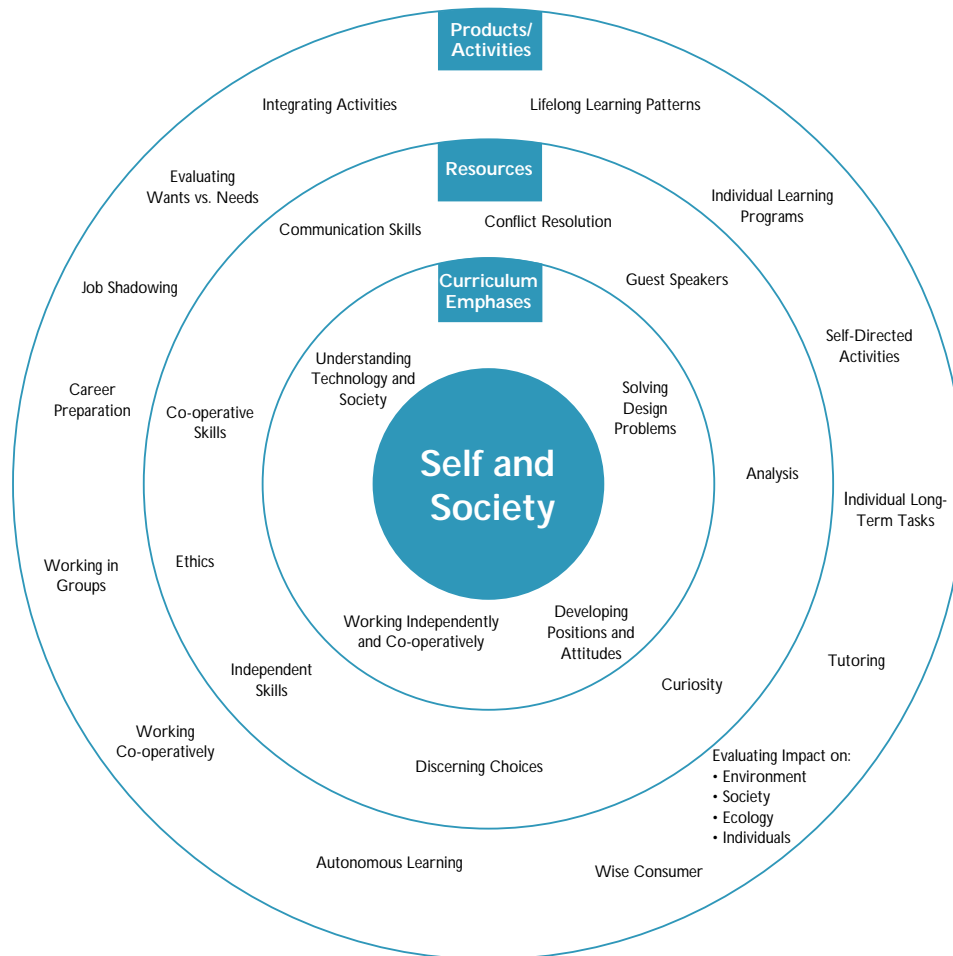 Products/
Activities
Integrating Activities
Lifelong Learning Patterns
Evaluating
Wants vs. Needs
Individual Learning
Programs
Job Shadowing
Self-Directed
Activities
Career
Preparation
Individual Long-
Term Tasks
Working in
Groups
Tutoring
Working
Co-operatively
Evaluating Impact on:
• Environment
• Society
• Ecology
• Individuals
Autonomous Learning
Wise Consumer
Resources
Communication Skills
Conflict Resolution
Guest Speakers
Co-operative
Skills
Analysis
Ethics
Independent
Skills
Curiosity
Discerning Choices
Curriculum
Emphases
Understanding
Technology and
Society
Solving
Design
Problems
Working Independently
and Co-operatively
Developing
Positions and
Attitudes
Self and
Society